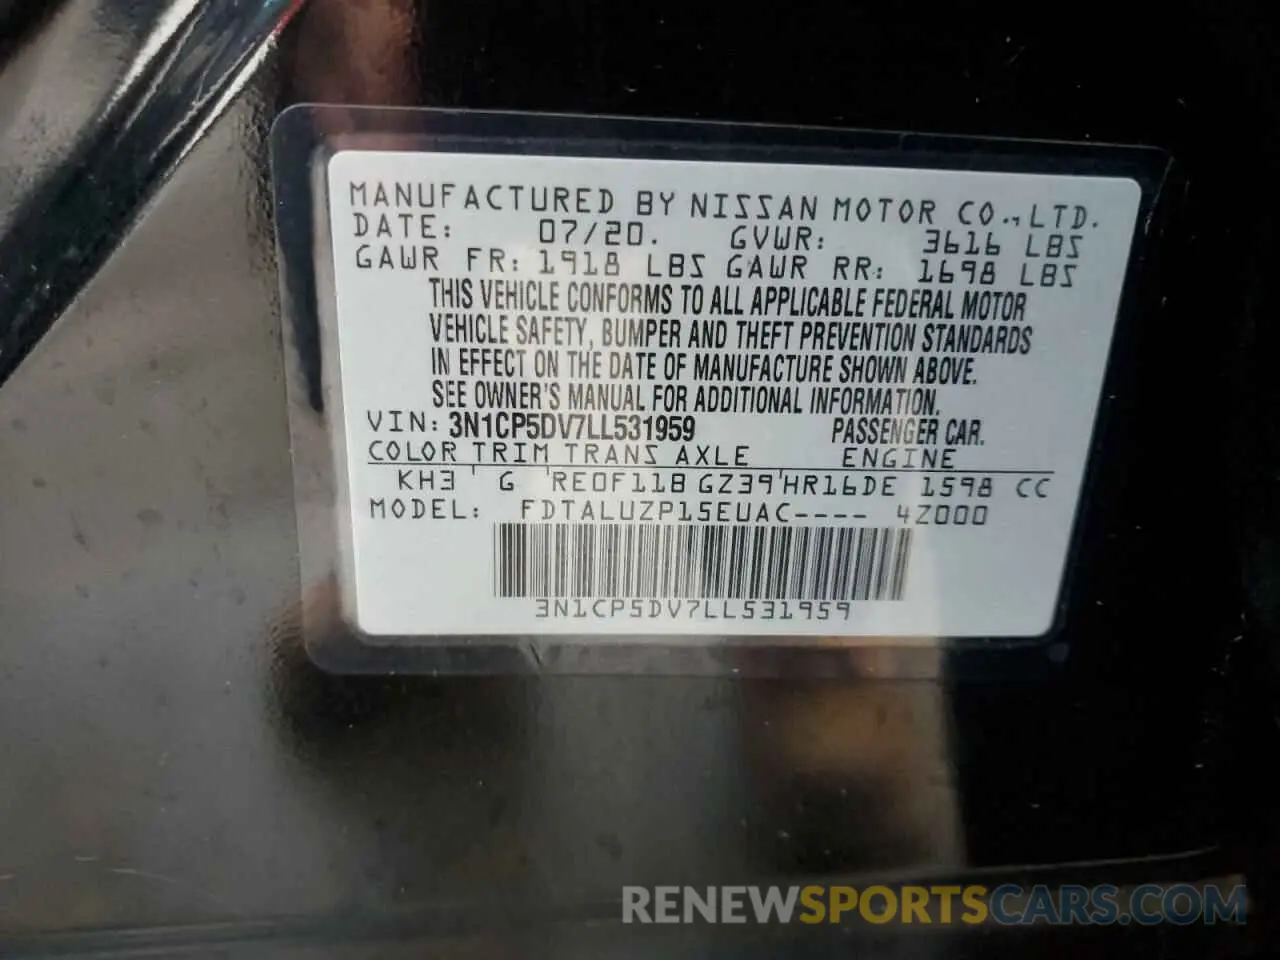 MANUFACTURED BY NISSAN MOTOR CO.,LTD.
DATE: 07/20. GVWR: 3616 LBS
GAWR FR: 1918 LBS GAWR RR: 1698 LBS
THIS VEHICLE CONFORMS TO ALL APPLICABLE FEDERAL MOTOR
VEHICLE SAFETY, BUMPER AND THEFT PREVENTION STANDARDS
IN EFFECT ON THE DATE OF MANUFACTURE SHOWN ABOVE.
SEE OWNER'S MANUAL FOR ADDITIONAL INFORMATION.
VIN: 3N1CP5DV7LL531959 PASSENGER CAR.
COLOR TRIM TRANS AXLE ENGINE
KH3 ' G 'RE0F11B GZ39'HR16DE 1598 CC
MODEL: FDTALUZP15EUAC---- 4Z000
3N1CP5DV7LL531959
RENEWSPORTSCARS.COM